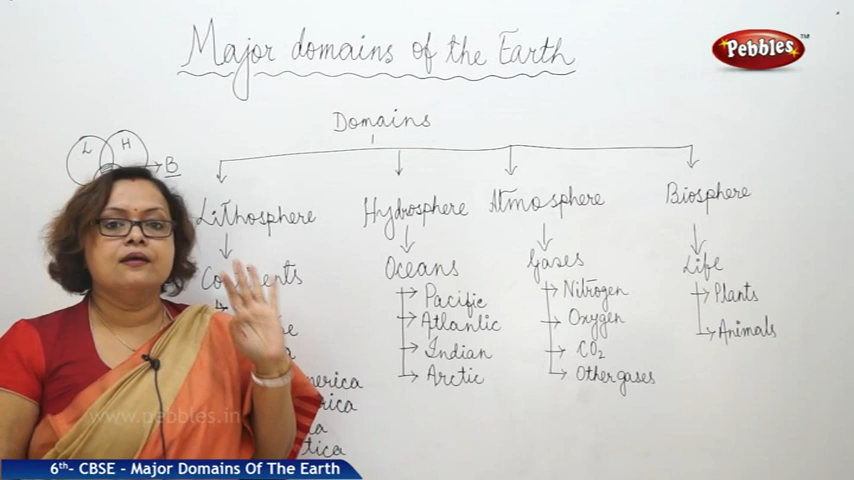 Major domains of the Earth
Pebbles™
Domains
L H
B
Lithosphere Hydrosphere Atmosphere Biosphere
Oceans Gases Life
Pacific Nitrogen Plants
Atlantic Oxygen Animals
Indian CO2
Arctic Other gases
www.pebbles.in
6th- CBSE - Major Domains Of The Earth